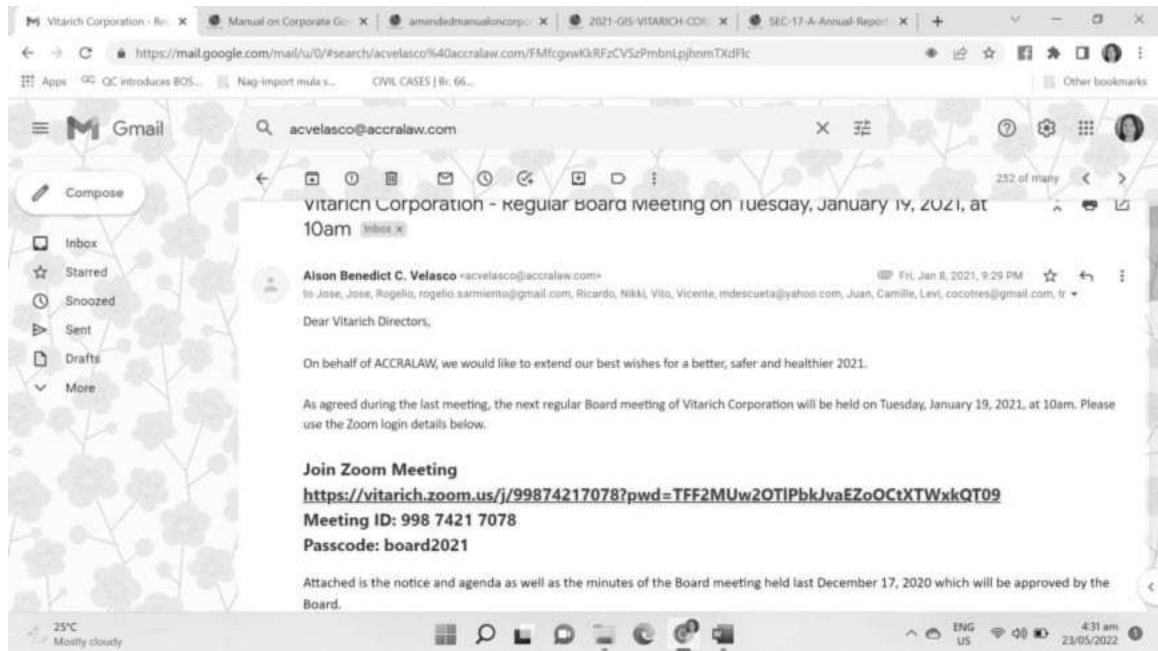 Vitarich Corporation - Re
Manual on Corporate Go
amendedmanualoncorpo
2021-GIS-VITARICH-COR
SEC-17-A-Annual-Report
https://mail.google.com/mail/u/0/#search/acvelasco%40accralaw.com/FMfcgxwKkRFzCVSzPmbnLpjhnmTXdFlc
Apps
QC introduces BOS...
Nag-import mula s...
CIVIL CASES | Br. 66...
Other bookmarks
Gmail
acvelasco@accralaw.com
Compose
252 of many
Vitarich Corporation - Regular Board Meeting on Tuesday, January 19, 2021, at
10am Inbox x
Inbox
Starred
Snoozed
Sent
Drafts
More
Aison Benedict C. Velasco <acvelasco@accralaw.com>
Fri, Jan 8, 2021, 9:29 PM
to Jose, Jose, Rogelio, rogelio.sarmiento@gmail.com, Ricardo, Nikki, Vito, Vicente, mdescueta@yahoo.com, Juan, Camille, Levi, cocotres@gmail.com, tr
Dear Vitarich Directors,
On behalf of ACCRALAW, we would like to extend our best wishes for a better, safer and healthier 2021.
As agreed during the last meeting, the next regular Board meeting of Vitarich Corporation will be held on Tuesday, January 19, 2021, at 10am. Please
use the Zoom login details below.
Join Zoom Meeting
https://vitarich.zoom.us/j/99874217078?pwd=TFF2MUw2OTlPbkJvaEZoOCtXTWxkQT09
Meeting ID: 998 7421 7078
Passcode: board2021
Attached is the notice and agenda as well as the minutes of the Board meeting held last December 17, 2020 which will be approved by the
Board.
25°C
Mostly cloudy
ENG
US
4:31 am
23/05/2022